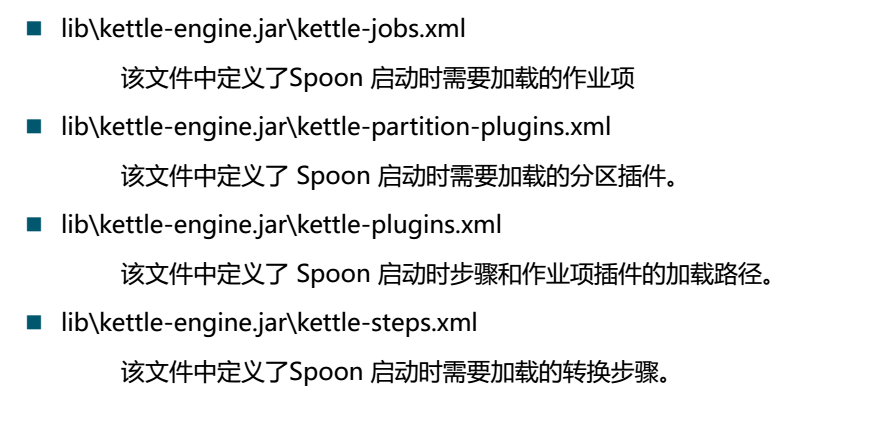 lib\kettle-engine.jar\kettle-jobs.xml
该文件中定义了Spoon 启动时需要加载的作业项
lib\kettle-engine.jar\kettle-partition-plugins.xml
该文件中定义了 Spoon 启动时需要加载的分区插件。
lib\kettle-engine.jar\kettle-plugins.xml
该文件中定义了 Spoon 启动时步骤和作业项插件的加载路径。
lib\kettle-engine.jar\kettle-steps.xml
该文件中定义了Spoon 启动时需要加载的转换步骤。